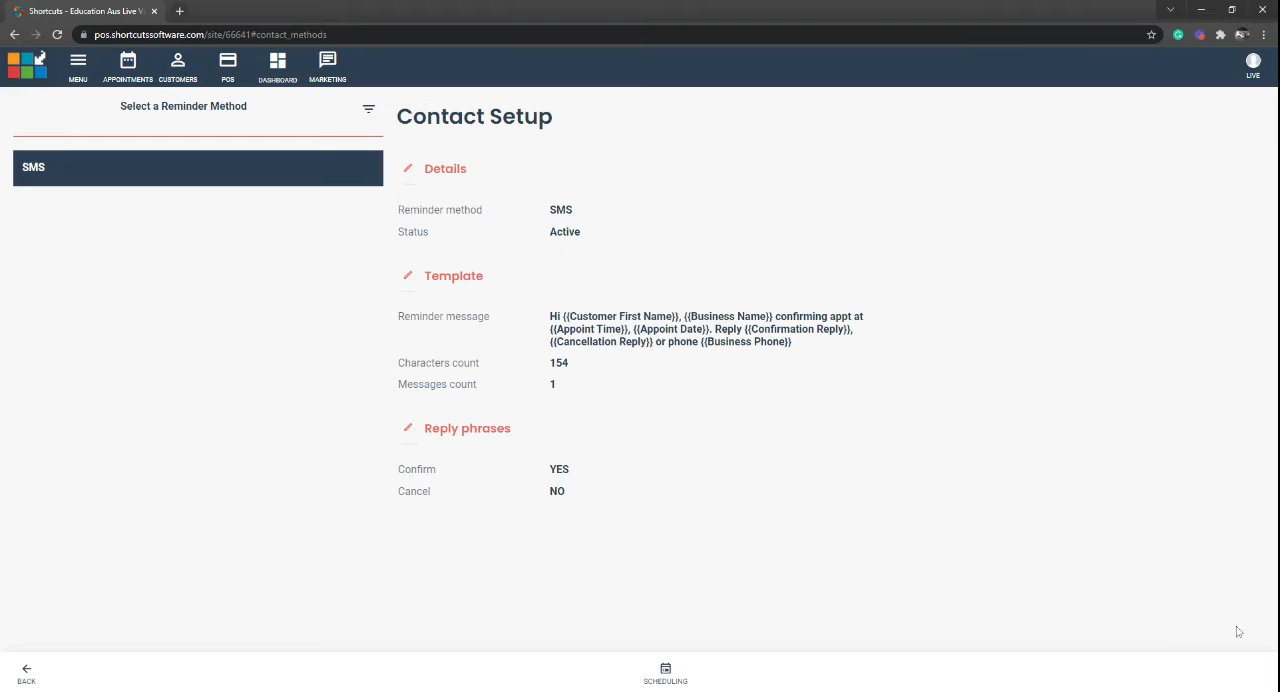 Shortcuts - Education Aus Live V
pos.shortcutssoftware.com/site/66641#contact_methods
MENU
APPOINTMENTS
CUSTOMERS
POS
DASHBOARD
MARKETING
LIVE
Select a Reminder Method
SMS
Contact Setup
Details
Reminder method SMS
Status Active
Template
Reminder message Hi {{Customer First Name}}, {{Business Name}} confirming appt at
{{Appoint Time}}, {{Appoint Date}}. Reply {{Confirmation Reply}},
{{Cancellation Reply}} or phone {{Business Phone}}
Characters count 154
Messages count 1
Reply phrases
Confirm YES
Cancel NO
BACK
SCHEDULING